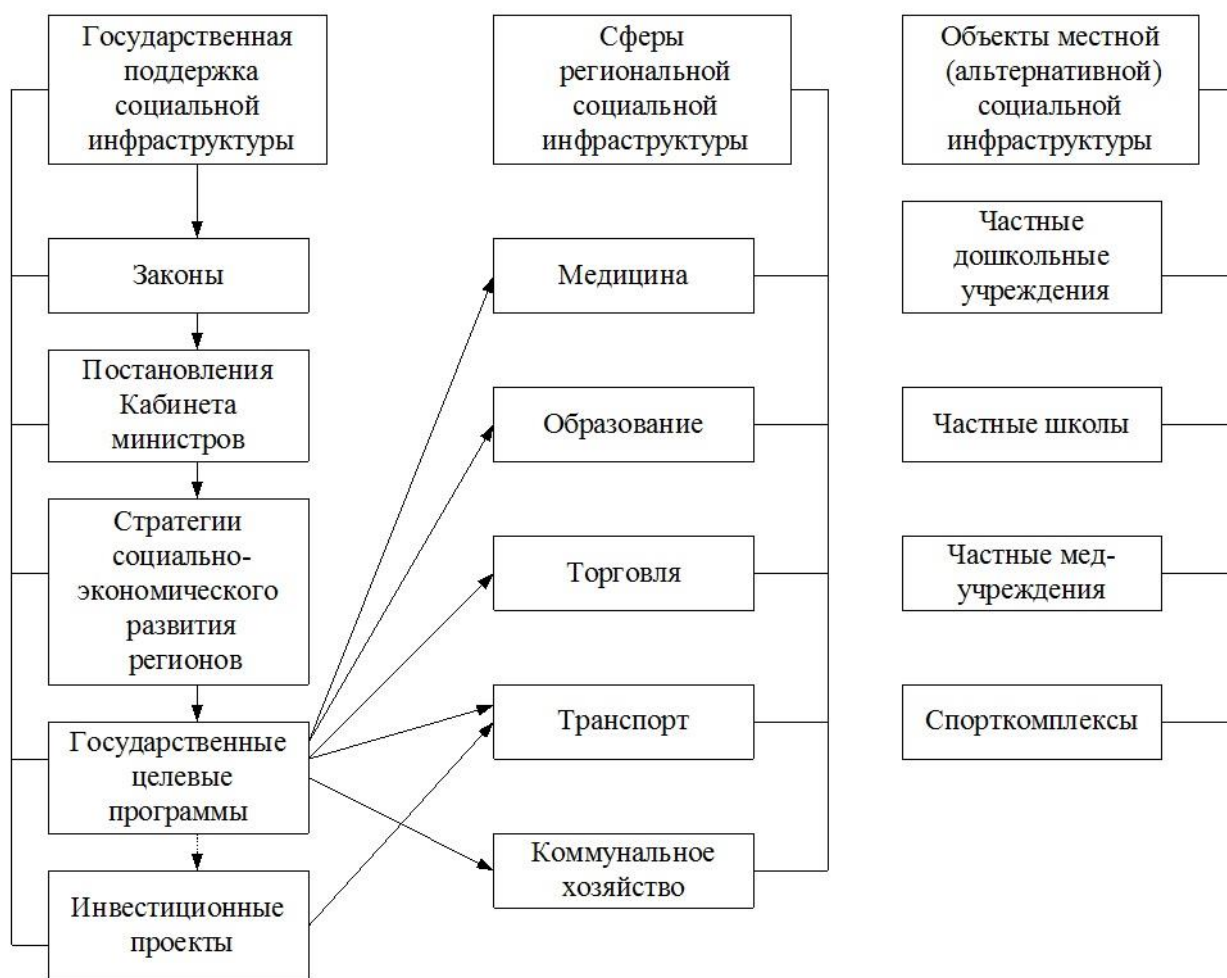 Государственная
поддержка
социальной
инфраструктуры
Законы
Постановления
Кабинета
министров
Стратегии
социально-
экономического
развития
регионов
Государственные
целевые
программы
Инвестиционные
проекты
Сферы
региональной
социальной
инфраструктуры
Медицина
Образование
Торговля
Транспорт
Коммунальное
хозяйство
Объекты местной
(альтернативной)
социальной
инфраструктуры
Частные
дошкольные
учреждения
Частные школы
Частные мед-
учреждения
Спорткомплексы